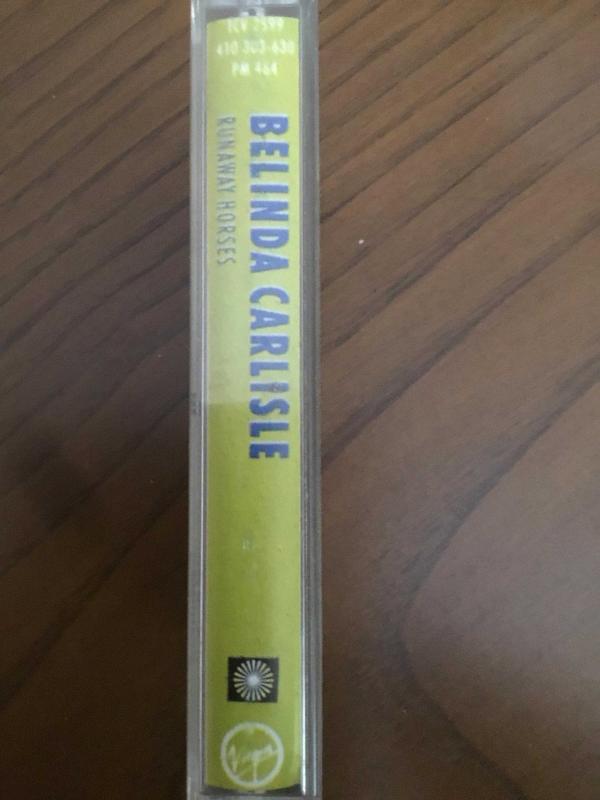 TCV 2599
410 303-630
PM 464
BELINDA CARLISLE
RUNAWAY HORSES
Virgin